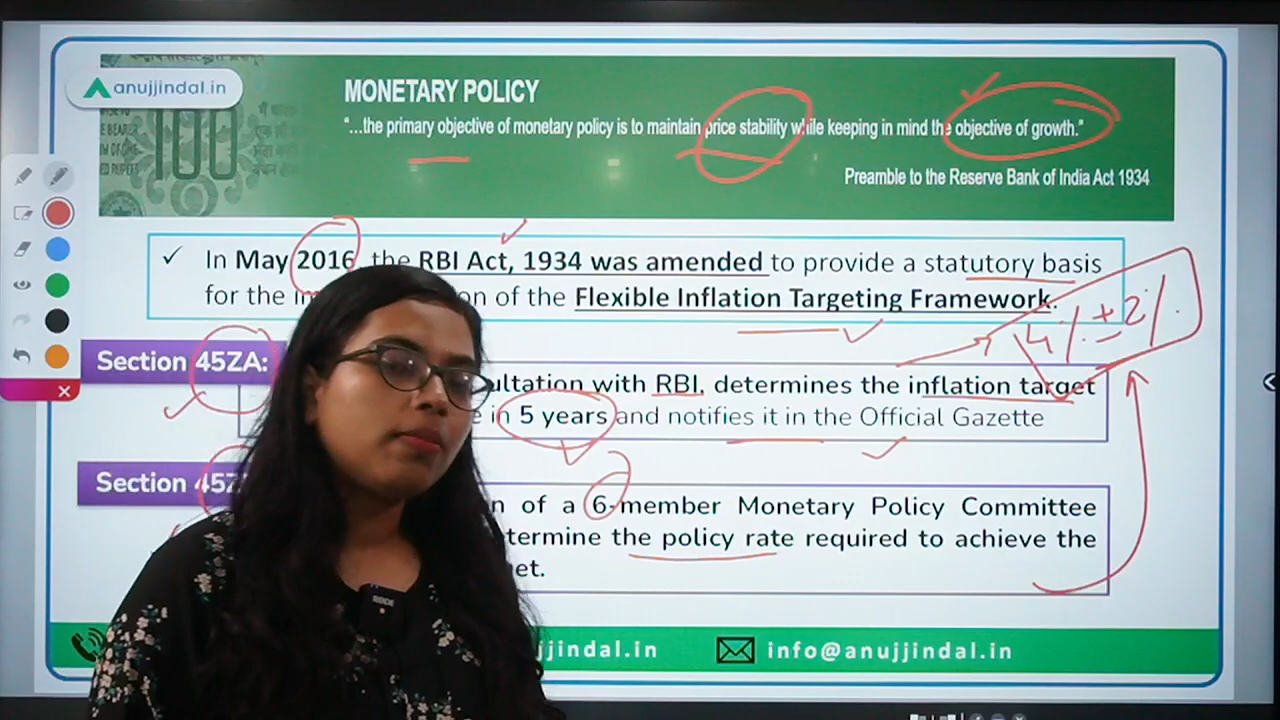 anujjindal.in
100
MONETARY POLICY
“...the primary objective of monetary policy is to maintain price stability while keeping in mind the objective of growth.”
Preamble to the Reserve Bank of India Act 1934
✓ In May 2016, the RBI Act, 1934 was amended to provide a statutory basis
for the on of the Flexible Inflation Targeting Framework.
4% ± 2%
Section 45ZA:
ultation with RBI, determines the inflation target
in 5 years and notifies it in the Official Gazette
Section 45Z
n of a 6-member Monetary Policy Committee
termine the policy rate required to achieve the
et.
jjindal.in
info@anujjindal.in
RODE